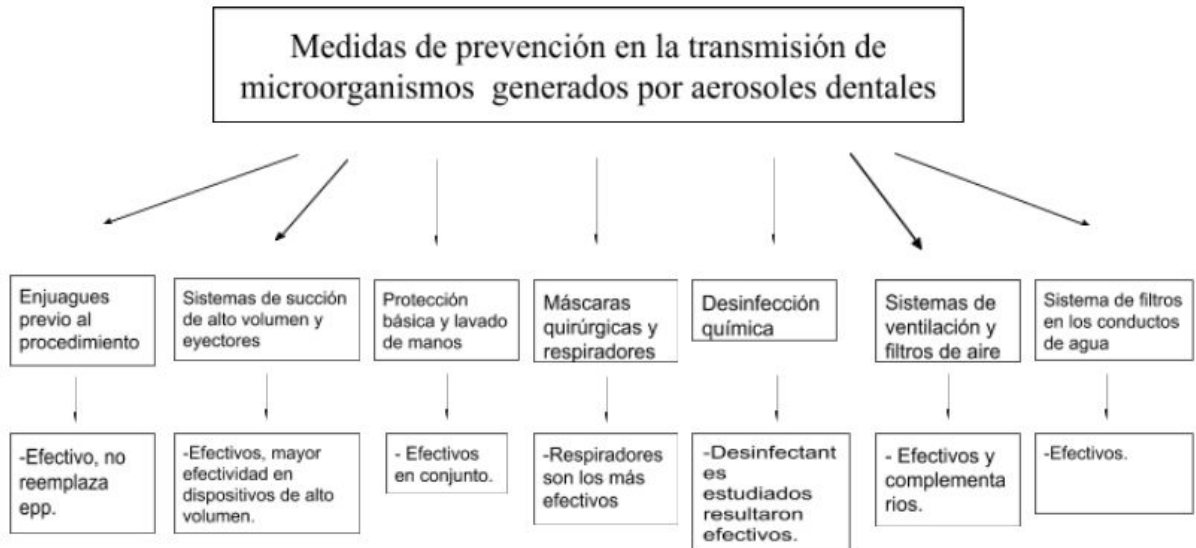 Medidas de prevención en la transmisión de
microorganismos generados por aerosoles dentales
Enjuagues
previo al
procedimiento
Sistemas de succión
de alto volumen y
eyectores
Protección
básica y lavado
de manos
Máscaras
quirúrgicas y
respiradores
Desinfección
química
Sistemas de
ventilación y
filtros de aire
Sistema de filtros
en los conductos
de agua
-Efectivo, no
reemplaza
epp.
-Efectivos, mayor
efectividad en
dispositivos de alto
volumen.
- Efectivos
en conjunto.
-Respiradores
son los más
efectivos
-Desinfectant
es
estudiados
resultaron
efectivos.
- Efectivos y
complementa
rios.
-Efectivos.